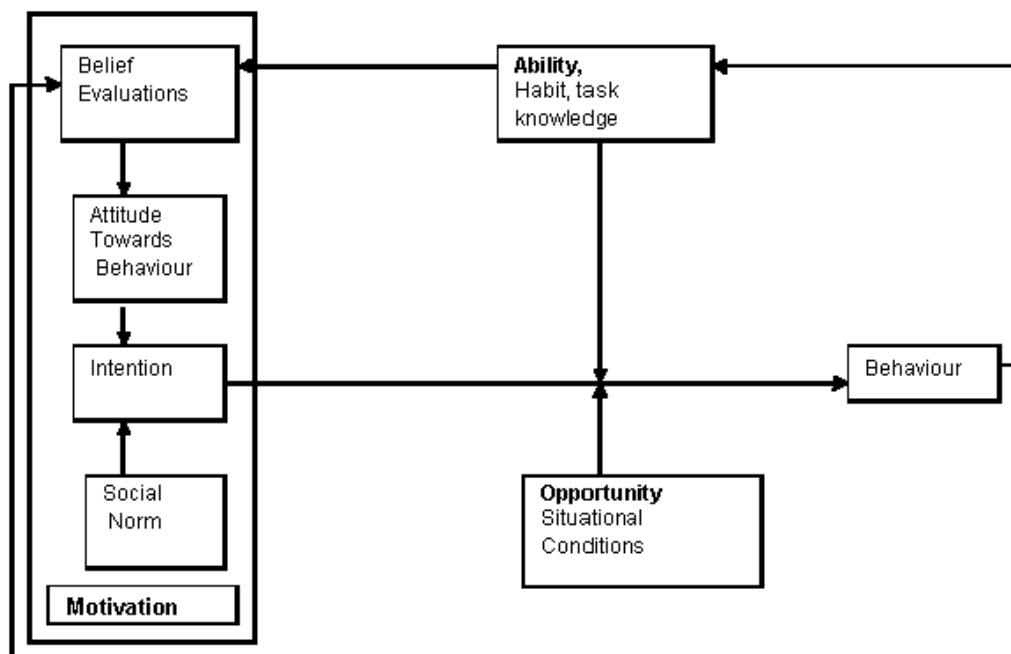 Belief
Evaluations
Attitude
Towards
Behaviour
Intention
Social
Norm
Motivation
Ability,
Habit, task
knowledge
Opportunity
Situational
Conditions
Behaviour